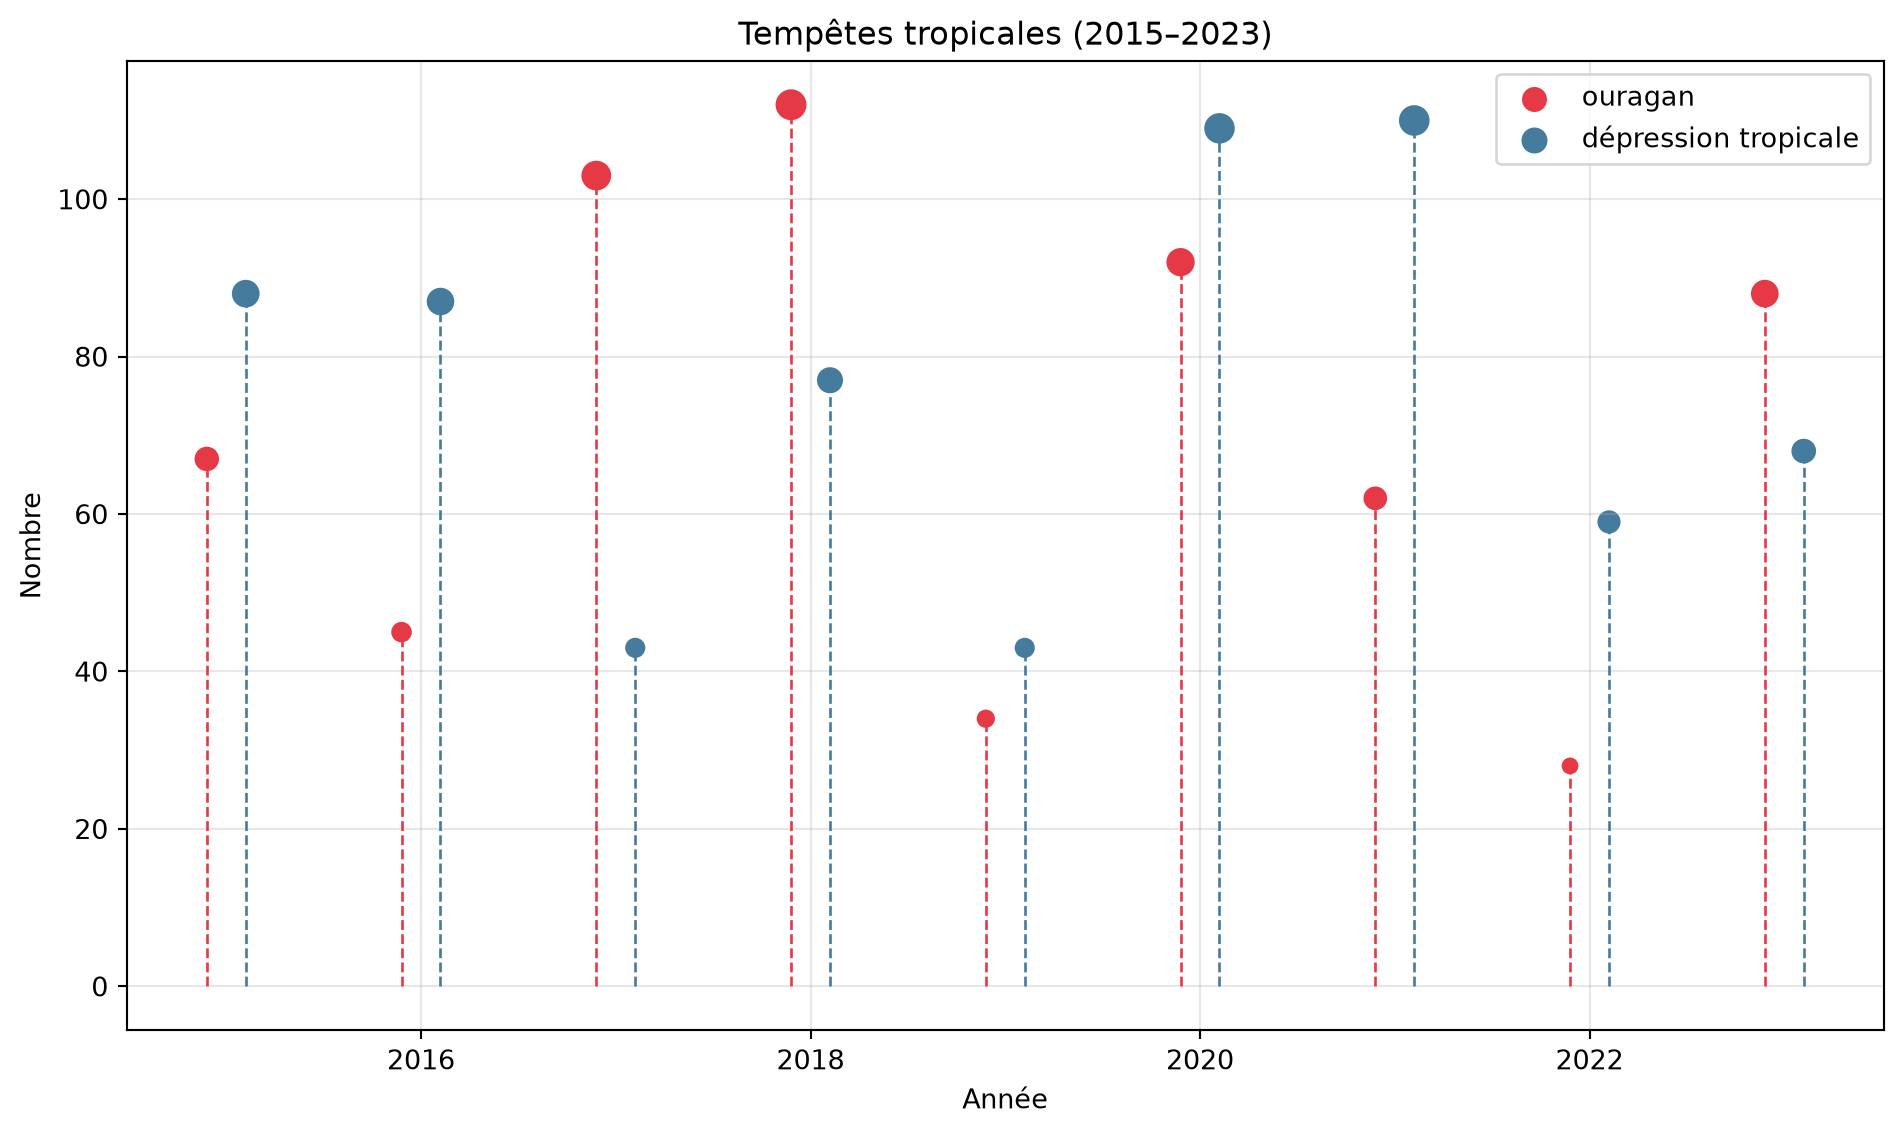 Tempêtes tropicales (2015–2023)
ouragan
dépression tropicale
Nombre
100
80
60
40
20
0
2016
2018
2020
2022
Année